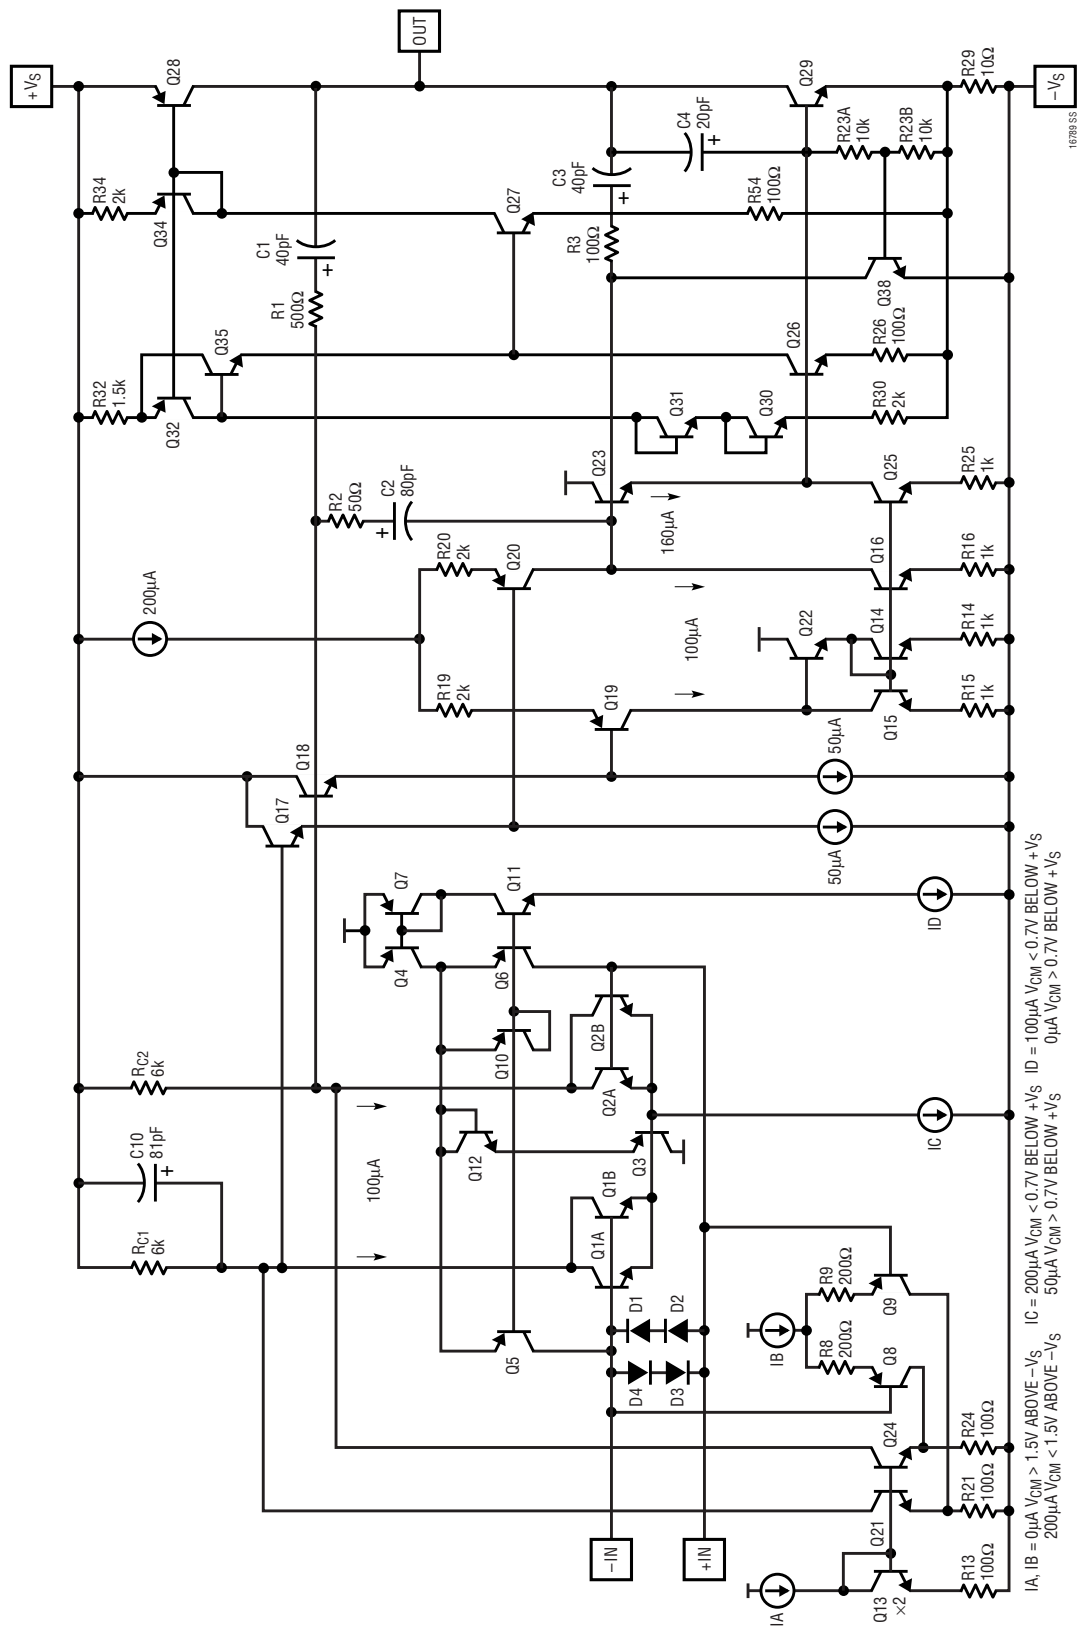 +VS
Q28
OUT
Q29
R29
10Ω
−VS
16789 SS
R34
2k
Q34
C1
40pF
R1
500Ω
Q27
C3
40pF
C4
20pF
R3
100Ω
R54
100Ω
R23A
10k
R23B
10k
Q38
R32
1.5k
Q32
Q35
Q31
Q30
Q26
R26
100Ω
R30
2k
R2
50Ω
C2
80pF
Q23
160µA
Q25
R25
1k
200µA
R20
2k
Q20
R19
2k
Q19
100µA
Q22
Q16
R16
1k
Q14
R14
1k
Q15
R15
1k
Q18
Q17
50µA
50µA
Q7
Q4
Q11
Q6
Q10
Q2B
Q2A
ID
RC2
6k
C10
81pF
100µA
RC1
6k
Q12
Q3
Q1B
Q1A
IC
Q5
D1
D2
D4
D3
IB
R9
200Ω
R8
200Ω
Q9
Q8
Q24
R24
100Ω
Q21
R21
100Ω
−IN
+IN
IA
Q13
×2
R13
100Ω
IA, IB = 0µA VCM > 1.5V ABOVE −VS
200µA VCM < 1.5V ABOVE −VS
IC = 200µA VCM < 0.7V BELOW +VS
50µA VCM > 0.7V BELOW +VS
ID = 100µA VCM < 0.7V BELOW +VS
0µA VCM > 0.7V BELOW +VS